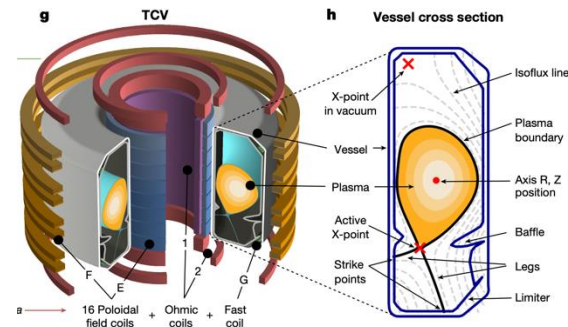 g
TCV
h
Vessel cross section
X-point
in vacuum
Isoflux line
Plasma
boundary
Vessel
Plasma
Axis R, Z
position
Active
X-point
Baffle
Strike
points
Legs
Limiter
1
2
F
E
G
a
16 Poloidal
field coils
+
Ohmic
coils
+
Fast
coil